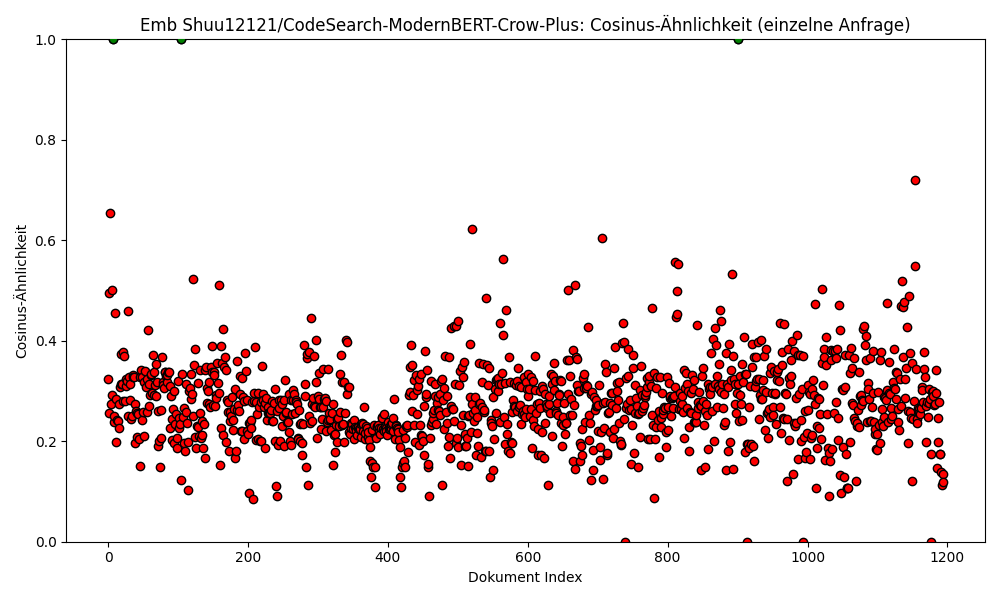 Emb Shuu12121/CodeSearch-ModernBERT-Crow-Plus: Cosinus-Ähnlichkeit (einzelne Anfrage)
1.0
0.8
0.6
0.4
0.2
0.0
Cosinus-Ähnlichkeit
0 200 400 600 800 1000 1200
Dokument Index